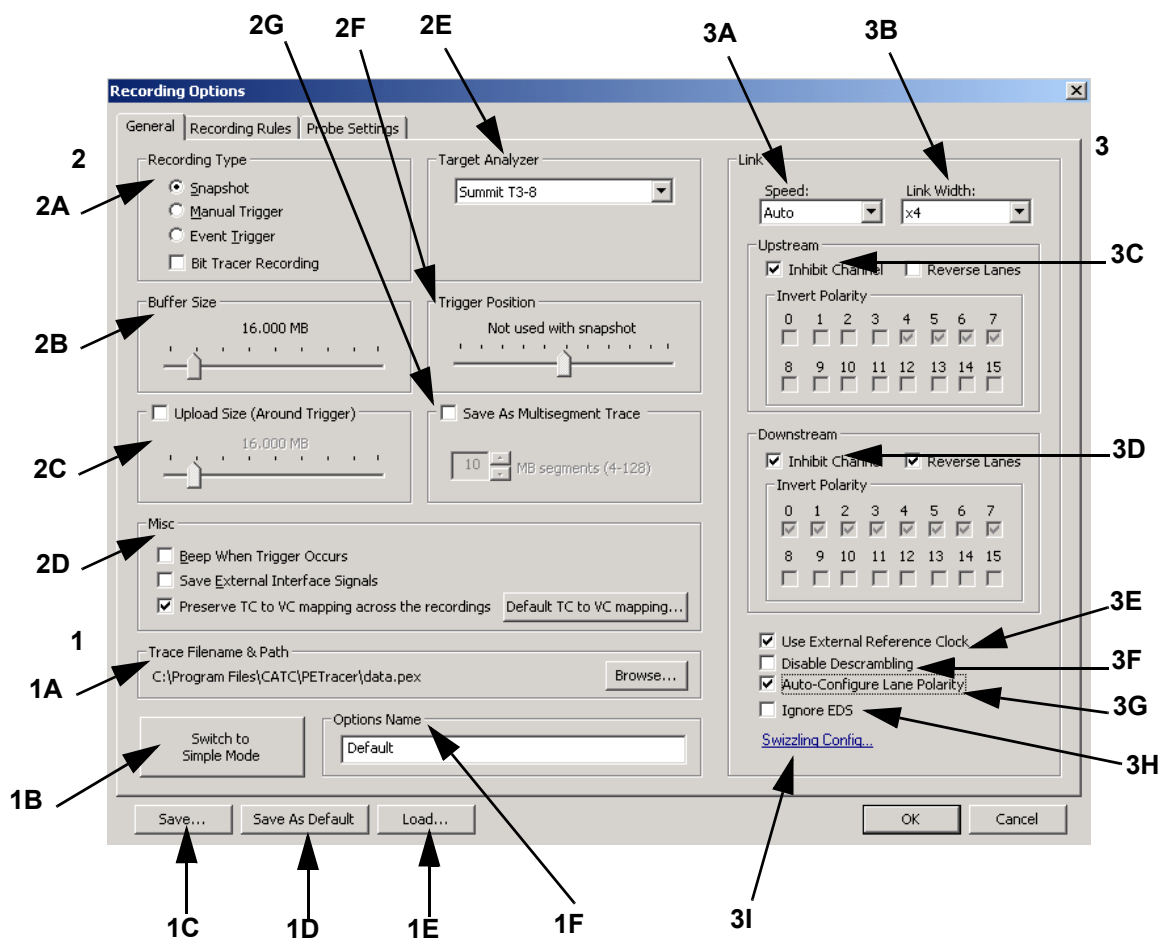 2G 2F 2E 3A 3B
Recording Options
General Recording Rules Probe Settings
2
2A
Recording Type
Snapshot
Manual Trigger
Event Trigger
Bit Tracer Recording
Target Analyzer
Summit T3-8
2B
Buffer Size
16.000 MB
Trigger Position
Not used with snapshot
2C
Upload Size (Around Trigger)
16.000 MB
Save As Multisegment Trace
10 MB segments (4-128)
2D
Misc
Beep When Trigger Occurs
Save External Interface Signals
Preserve TC to VC mapping across the recordings Default TC to VC mapping...
1
1A
Trace Filename & Path
C:\Program Files\CATC\PETracer\data.pex Browse...
1B
Switch to
Simple Mode
Options Name
Default
3
Link
Speed: Link Width:
Auto x4
Upstream
Inhibit Channel Reverse Lanes
3C
Invert Polarity
0 1 2 3 4 5 6 7
8 9 10 11 12 13 14 15
Downstream
Inhibit Channel Reverse Lanes
3D
Invert Polarity
0 1 2 3 4 5 6 7
8 9 10 11 12 13 14 15
Use External Reference Clock
3E
Disable Descrambling
3F
Auto-Configure Lane Polarity
3G
Ignore EDS
3H
Swizzling Config...
Save... Save As Default Load... OK Cancel
1C 1D 1E 1F 3I